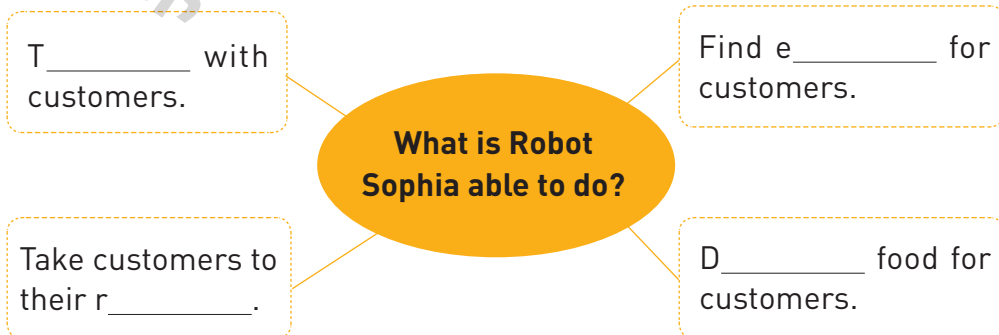 T_________ with
customers.
Find e_________ for
customers.
What is Robot
Sophia able to do?
Take customers to
their r_________.
D_________ food for
customers.